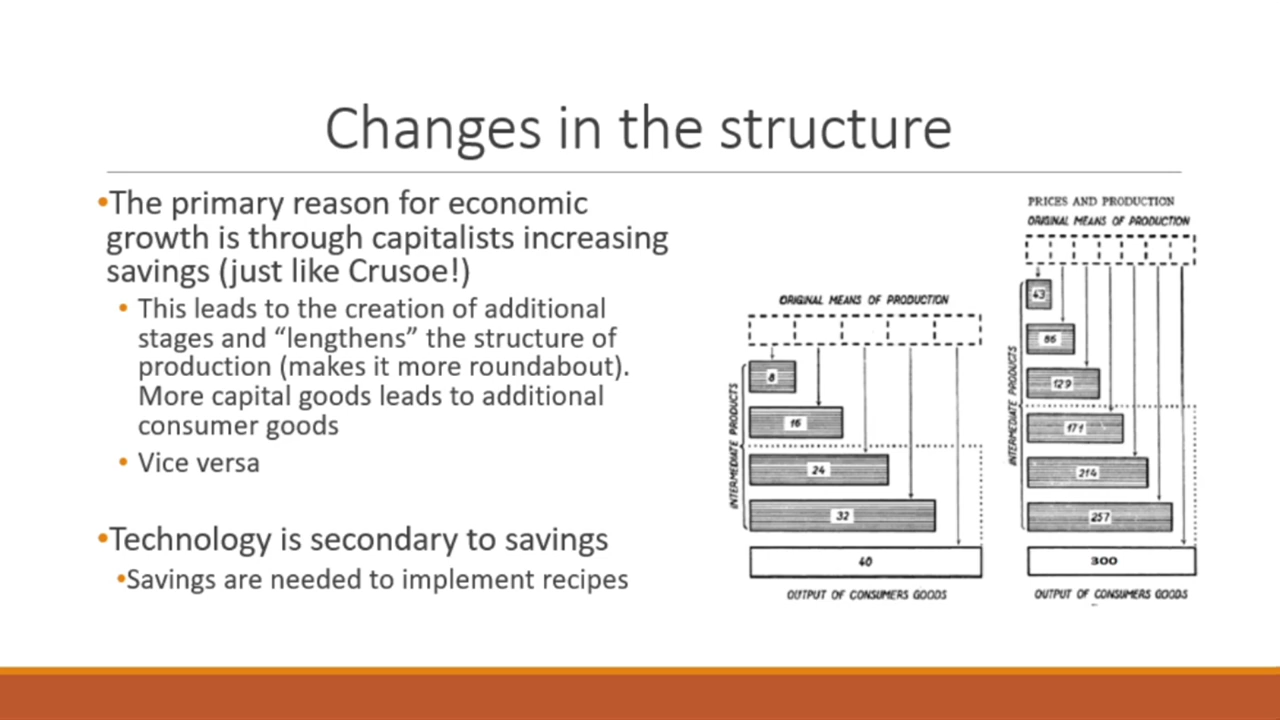 Changes in the structure
•The primary reason for economic
growth is through capitalists increasing
savings (just like Crusoe!)
• This leads to the creation of additional
stages and “lengthens” the structure of
production (makes it more roundabout).
More capital goods leads to additional
consumer goods
• Vice versa
•Technology is secondary to savings
•Savings are needed to implement recipes
ORIGINAL MEANS OF PRODUCTION
INTERMEDIATE PRODUCTS
8
16
24
32
40
OUTPUT OF CONSUMERS GOODS
PRICES AND PRODUCTION
ORIGINAL MEANS OF PRODUCTION
INTERMEDIATE PRODUCTS
43
86
129
171
214
257
300
OUTPUT OF CONSUMERS GOODS